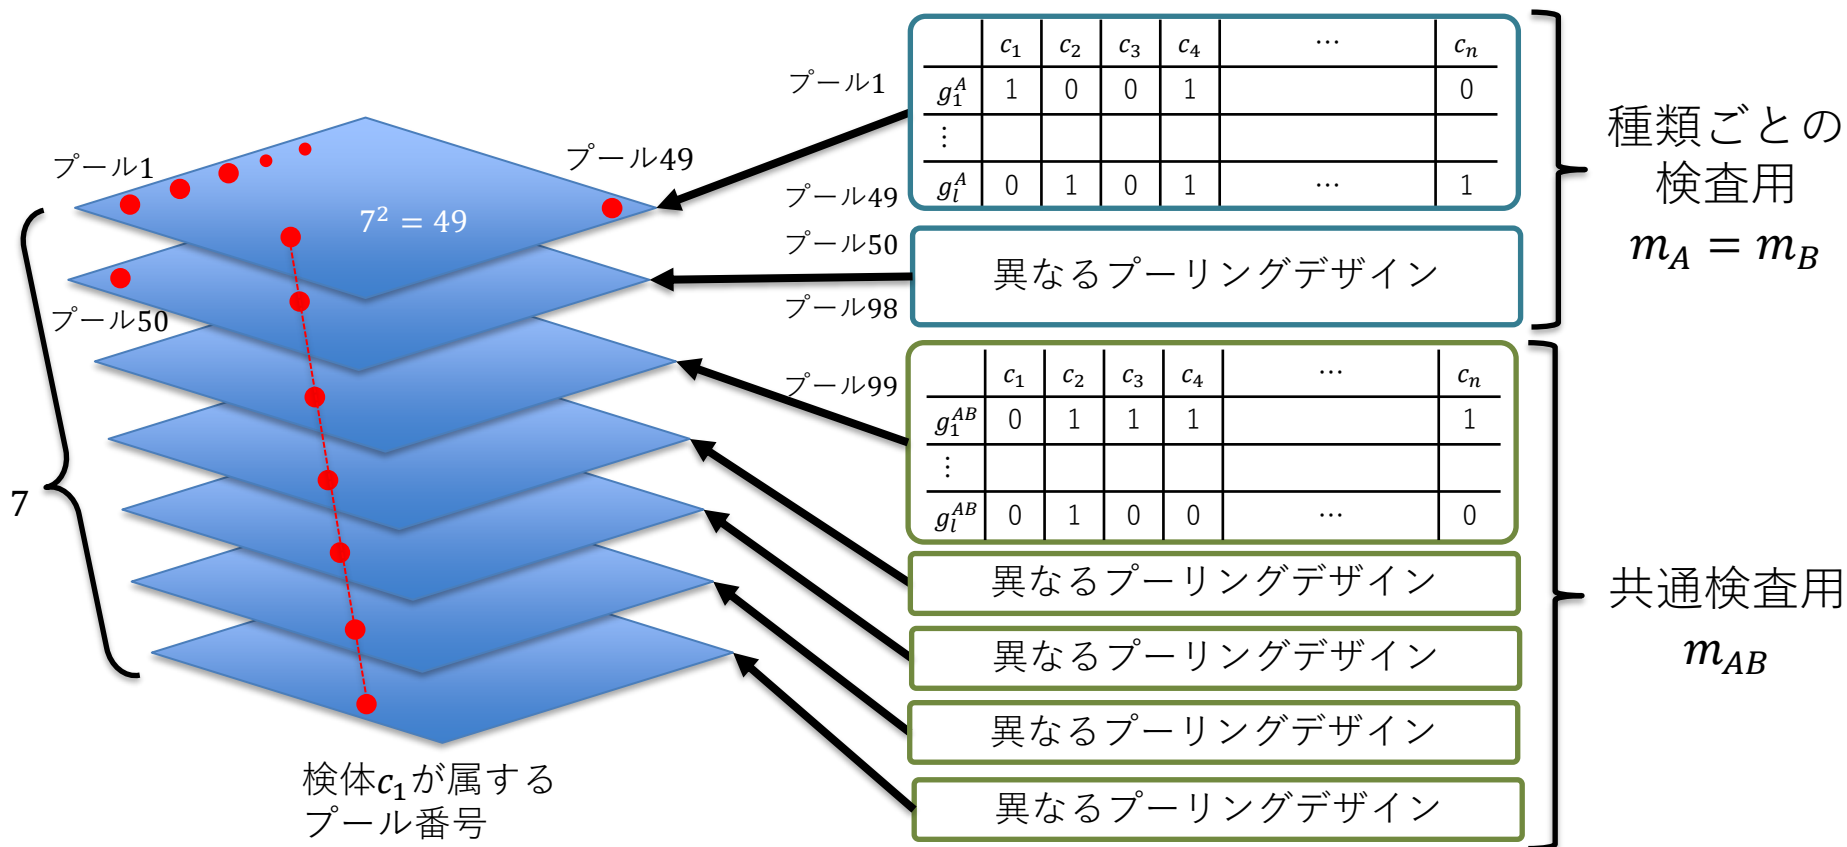 プール1
プール49
7² = 49
プール50
7
検体c₁が属する
プール番号
プール1
プール49
プール50
プール98
プール99
c₁ c₂ c₃ c₄ ⋯ cₙ
g₁ᴬ 1 0 0 1 0
⋮
gₗᴬ 0 1 0 1 ⋯ 1
異なるプーリングデザイン
c₁ c₂ c₃ c₄ ⋯ cₙ
g₁ᴬᴮ 0 1 1 1 1
⋮
gₗᴬᴮ 0 1 0 0 ⋯ 0
異なるプーリングデザイン
異なるプーリングデザイン
異なるプーリングデザイン
異なるプーリングデザイン
種類ごとの
検査用
m_A = m_B
共通検査用
m_AB